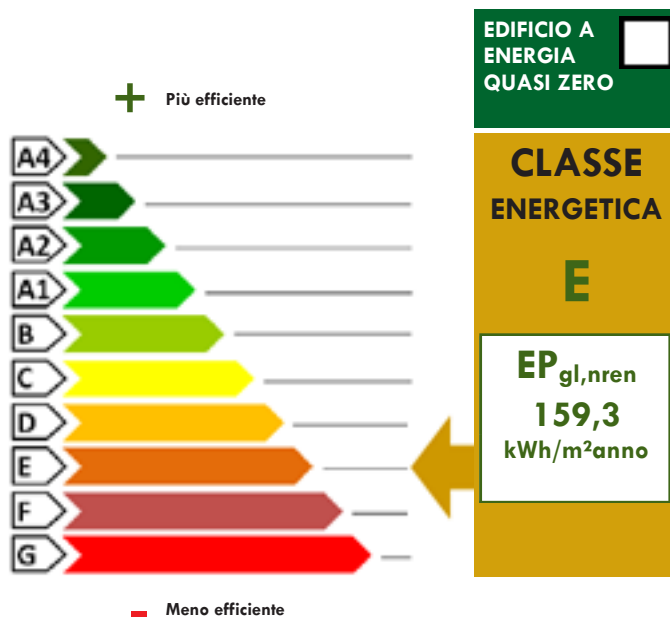 EDIFICIO A
ENERGIA
QUASI ZERO
+ Più efficiente
A4
A3
A2
A1
B
C
D
E
F
G
- Meno efficiente
CLASSE
ENERGETICA
E
EPgl,nren
159,3
kWh/m²anno